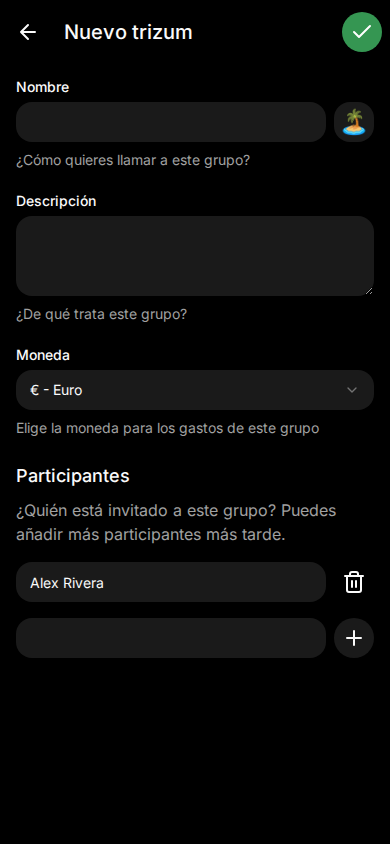 Nuevo trizum
Nombre
¿Cómo quieres llamar a este grupo?
Descripción
¿De qué trata este grupo?
Moneda
€ - Euro
Elige la moneda para los gastos de este grupo
Participantes
¿Quién está invitado a este grupo? Puedes
añadir más participantes más tarde.
Alex Rivera